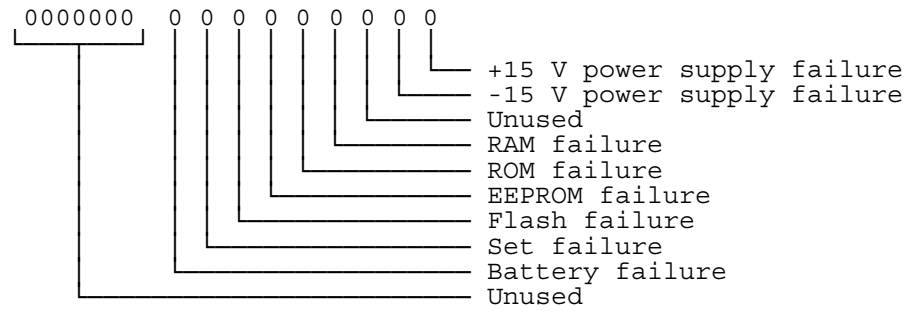 0000000 0 0 0 0 0 0 0 0 0
+15 V power supply failure
-15 V power supply failure
Unused
RAM failure
ROM failure
EEPROM failure
Flash failure
Set failure
Battery failure
Unused